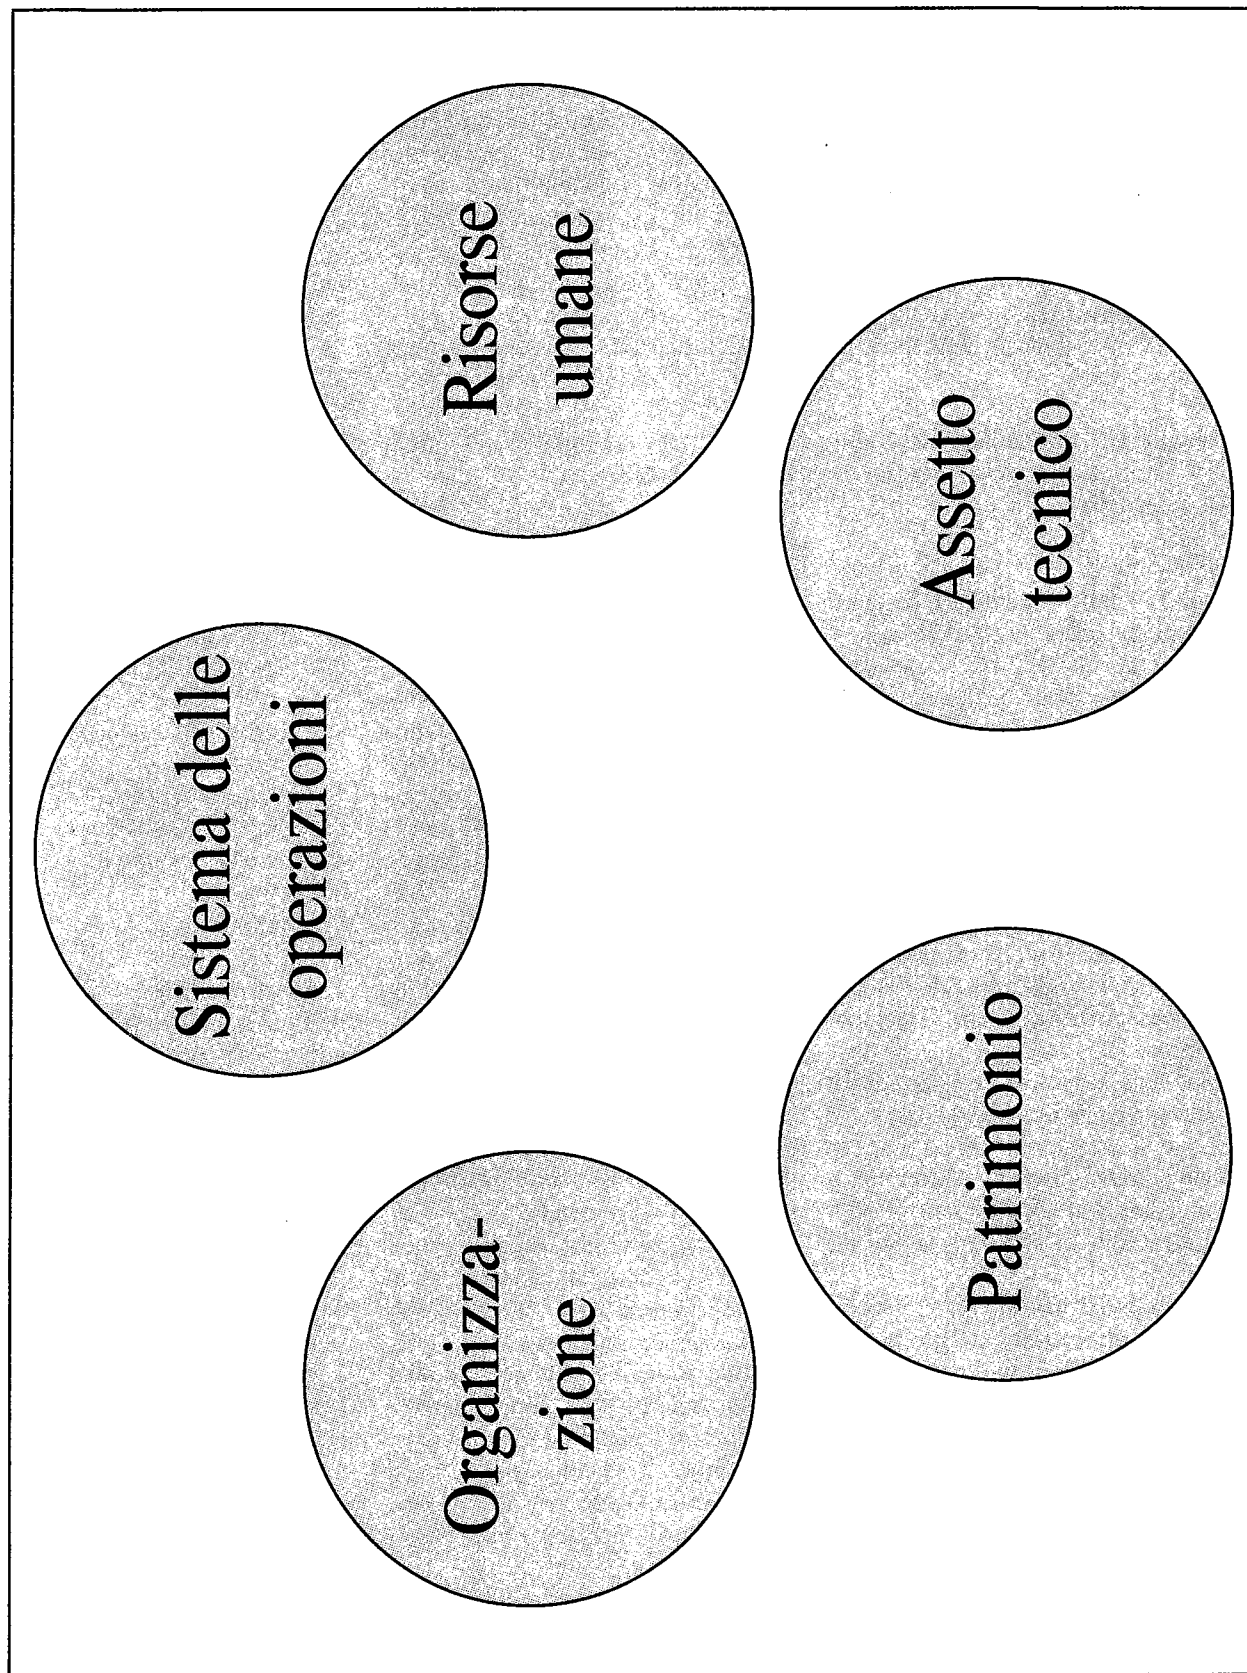 Sistema delle
operazioni
Organizza-
zione
Risorse
umane
Patrimonio
Assetto
tecnico